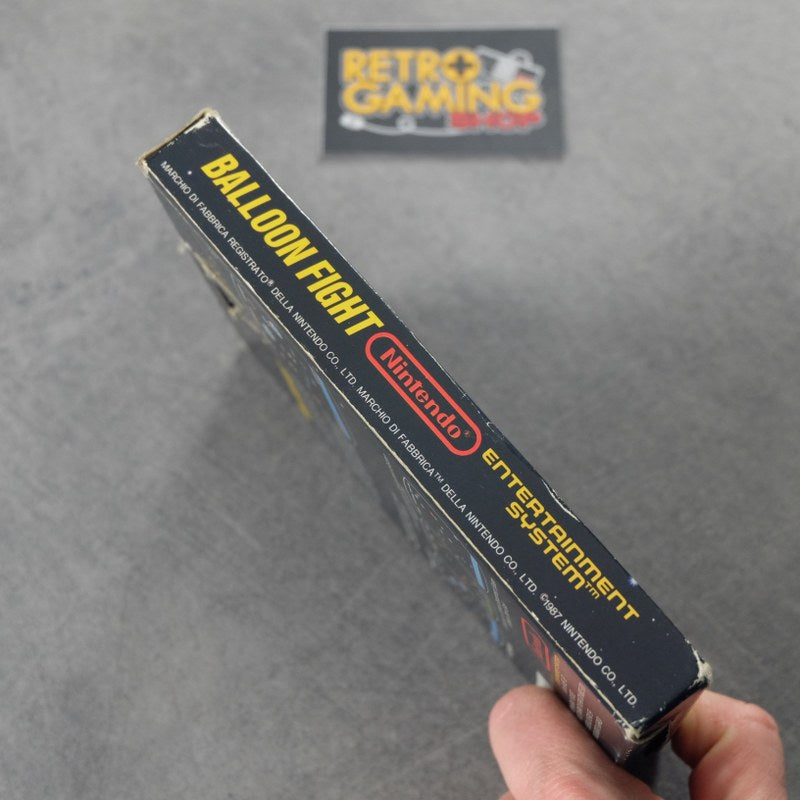 RETRO
GAMING
SHOP
BALLOON FIGHT
Nintendo®
ENTERTAINMENT
SYSTEM™
MARCHIO DI FABBRICA REGISTRATO® DELLA NINTENDO CO., LTD. MARCHIO DI FABBRICA™ DELLA NINTENDO CO., LTD. ©1987 NINTENDO CO., LTD.